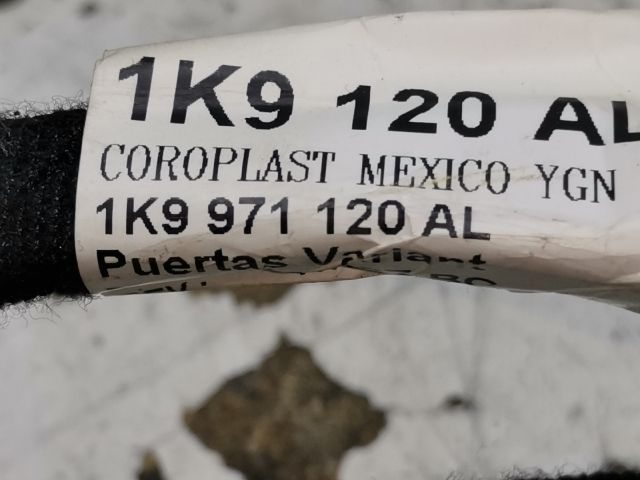 1K9 120 AL
COROPLAST MEXICO YGN
1K9 971 120 AL
Puertas Variant